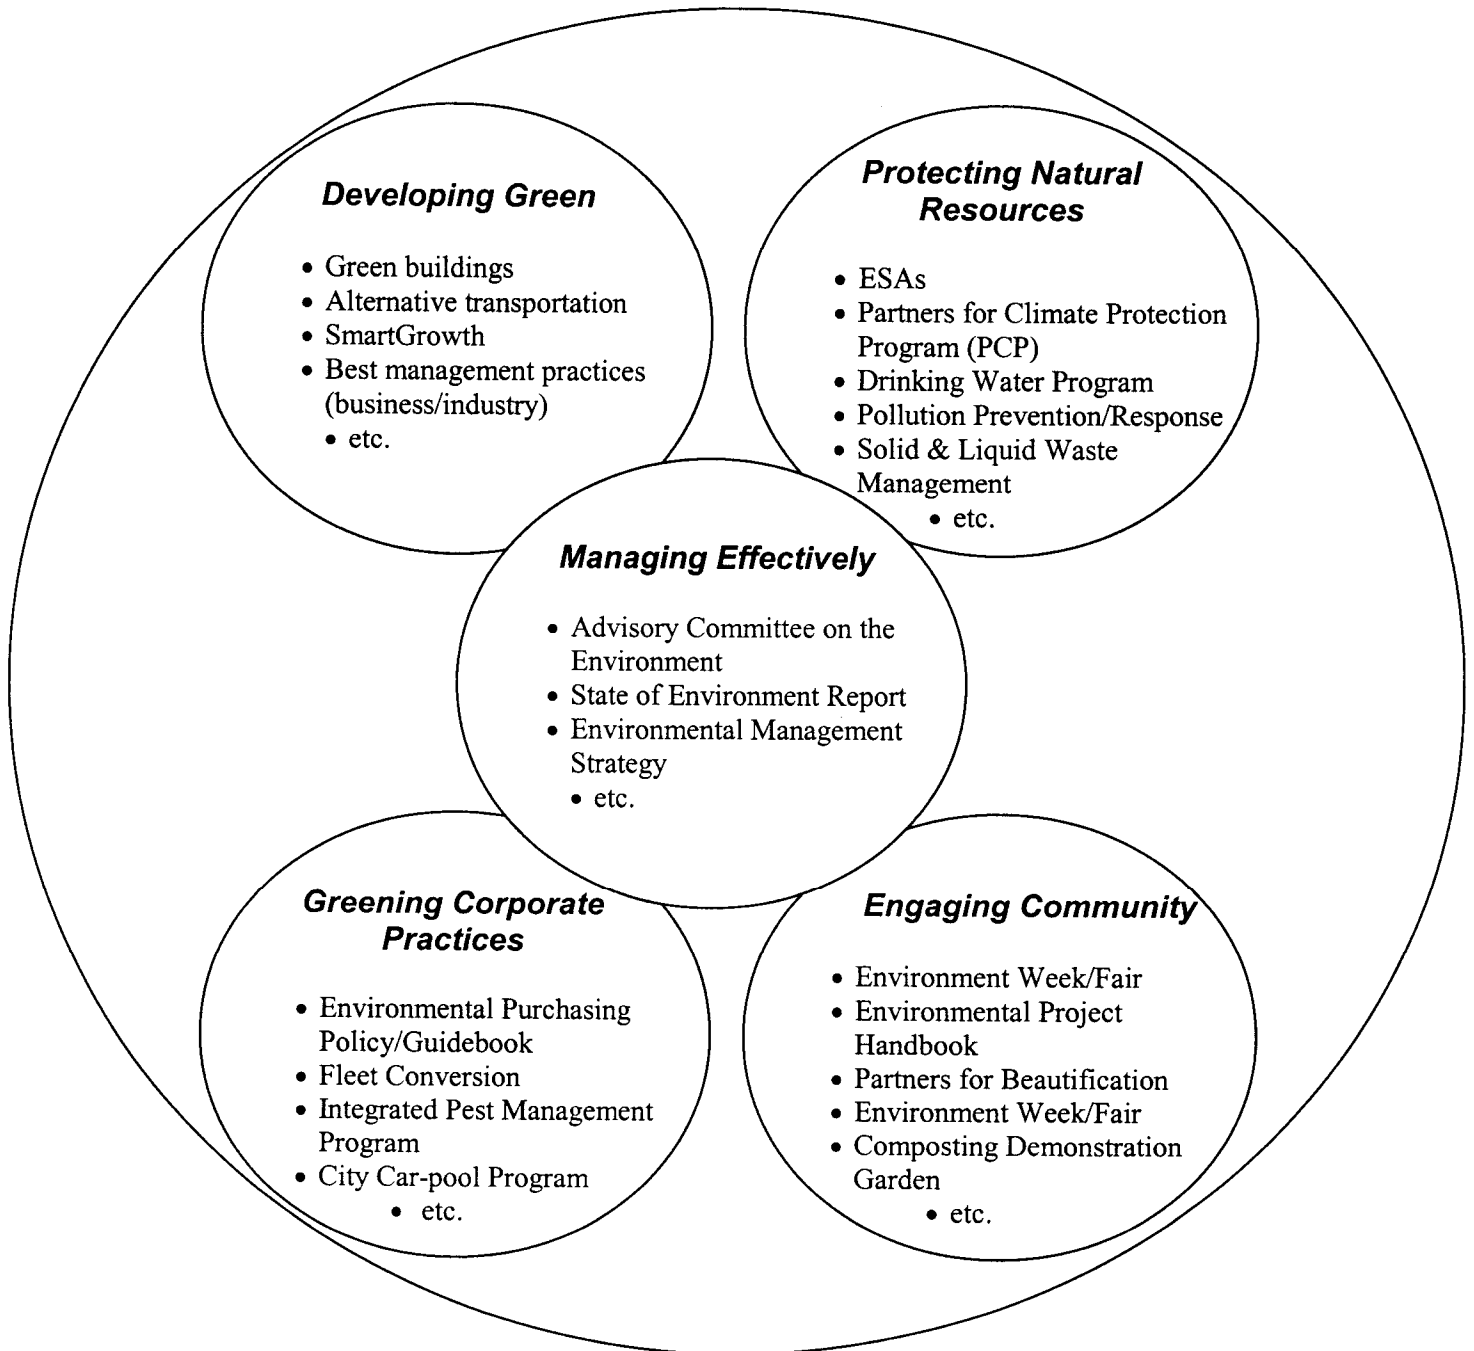 Developing Green
• Green buildings
• Alternative transportation
• SmartGrowth
• Best management practices
(business/industry)
• etc.
Protecting Natural
Resources
• ESAs
• Partners for Climate Protection
Program (PCP)
• Drinking Water Program
• Pollution Prevention/Response
• Solid & Liquid Waste
Management
• etc.
Managing Effectively
• Advisory Committee on the
Environment
• State of Environment Report
• Environmental Management
Strategy
• etc.
Greening Corporate
Practices
• Environmental Purchasing
Policy/Guidebook
• Fleet Conversion
• Integrated Pest Management
Program
• City Car-pool Program
• etc.
Engaging Community
• Environment Week/Fair
• Environmental Project
Handbook
• Partners for Beautification
• Environment Week/Fair
• Composting Demonstration
Garden
• etc.